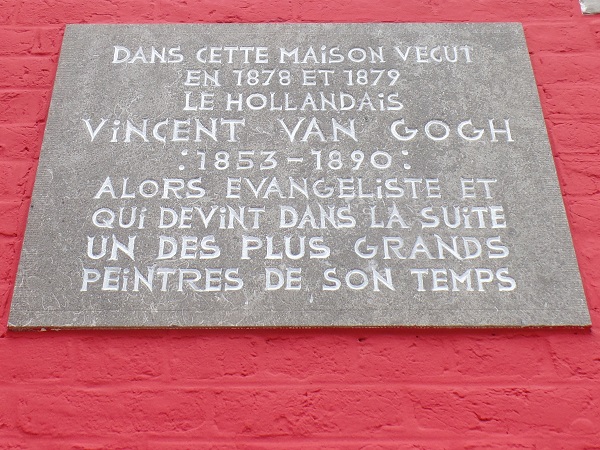 DANS CETTE MAISON VECUT
EN 1878 ET 1879
LE HOLLANDAIS
VINCENT VAN GOGH
:1853-1890:
ALORS EVANGELISTE ET
QUI DEVINT DANS LA SUITE
UN DES PLUS GRANDS
PEINTRES DE SON TEMPS